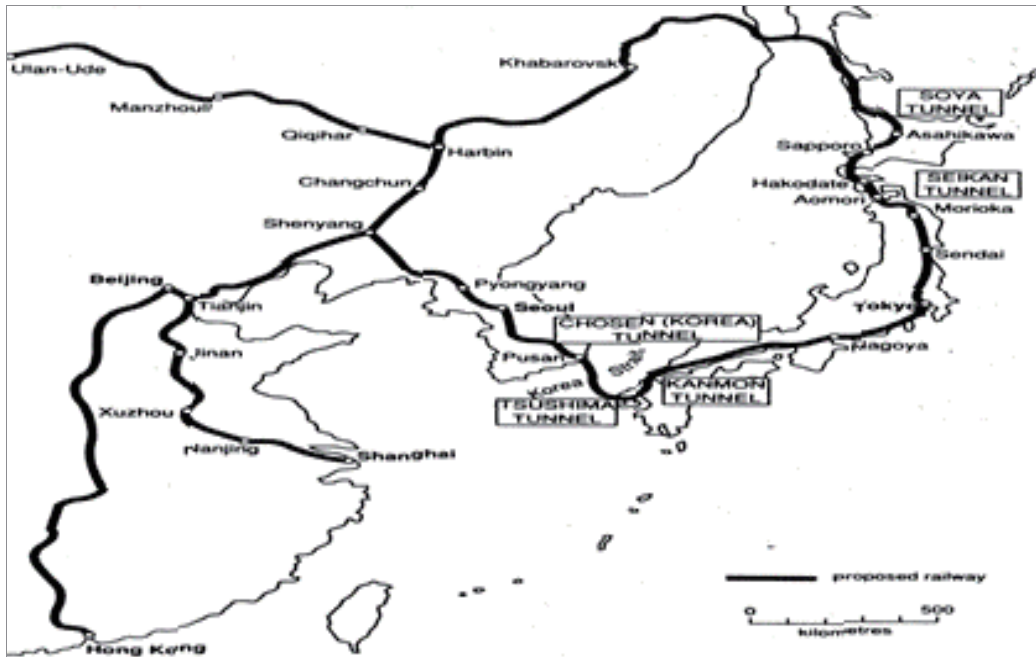 Ulan-Ude
Khabarovsk
Manzhouli
SOYA
TUNNEL
Qiqihar
Harbin
Asahikawa
Sapporo
Changchun
Hakodate
SEIKAN
TUNNEL
Aomori
Morioka
Shenyang
Sendai
Beijing
Pyongyang
Tianjin
Seoul
Tokyo
CHOSEN (KOREA)
TUNNEL
Jinan
Pusan
Nagoya
Korea Strait
KANMON
TUNNEL
TSUSHIMA
TUNNEL
Xuzhou
Nanjing
Shanghai
proposed railway
0 500
kilometres
Hong Kong